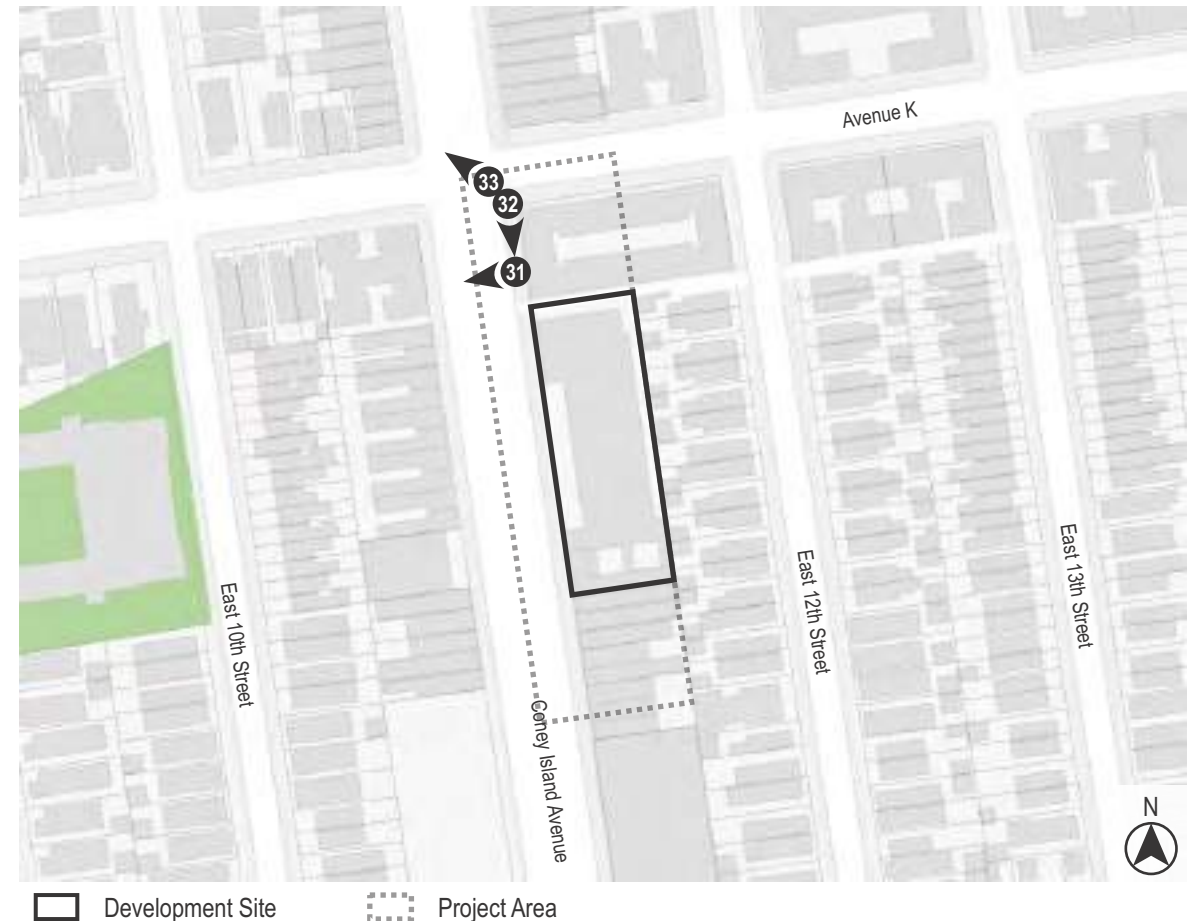 Avenue K
33
32
31
East 10th Street
Coney Island Avenue
East 12th Street
East 13th Street
N
Development Site
Project Area